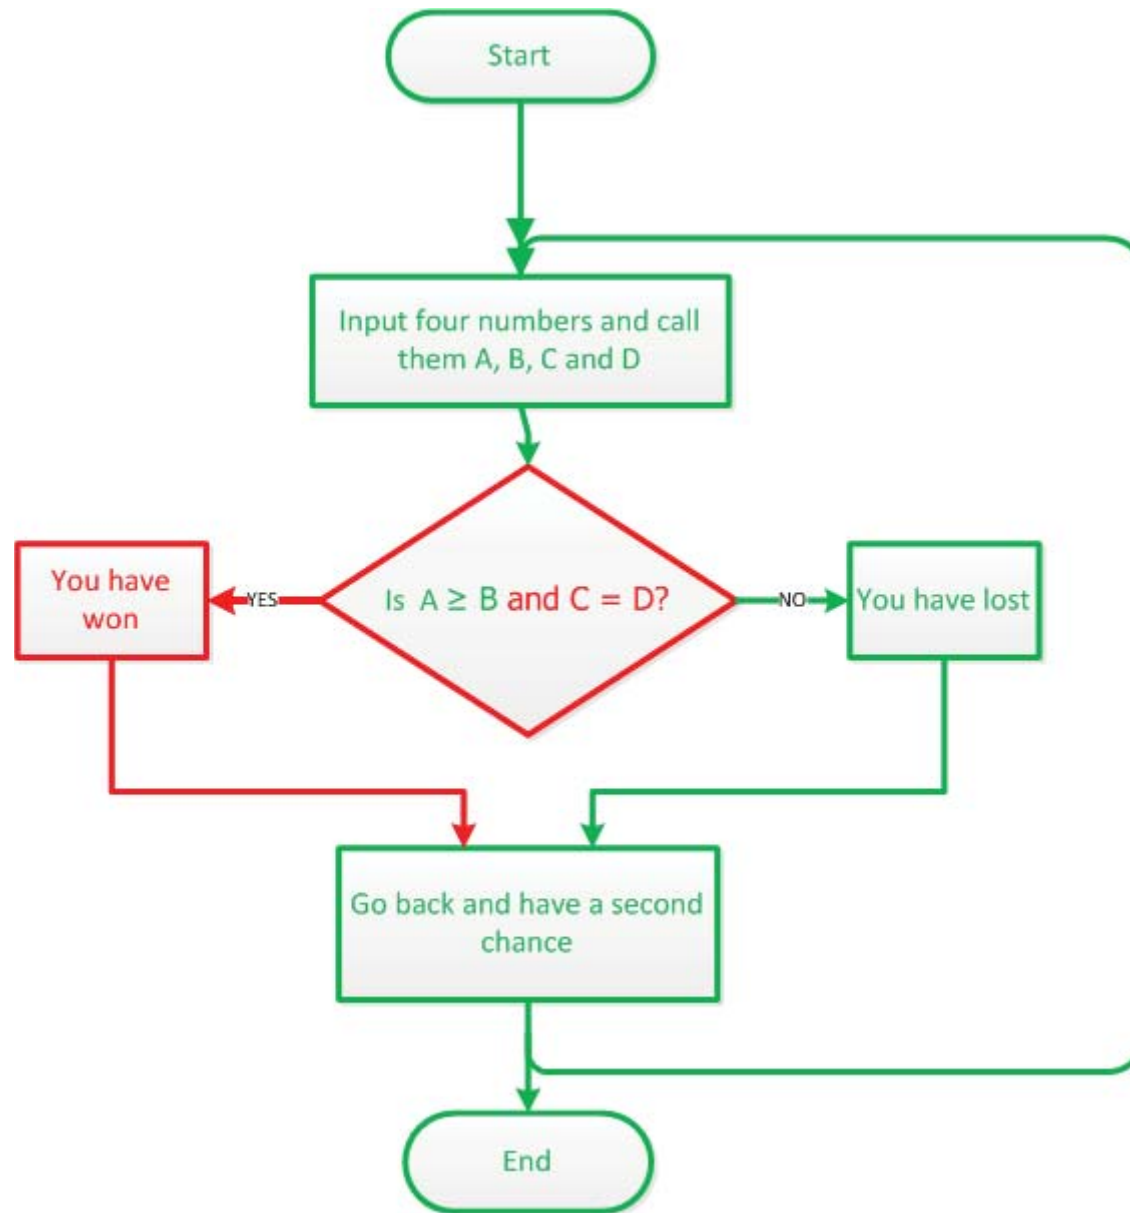 Start
Input four numbers and call
them A, B, C and D
You have
won
YES
Is A ≥ B and C = D?
NO
You have lost
Go back and have a second
chance
End